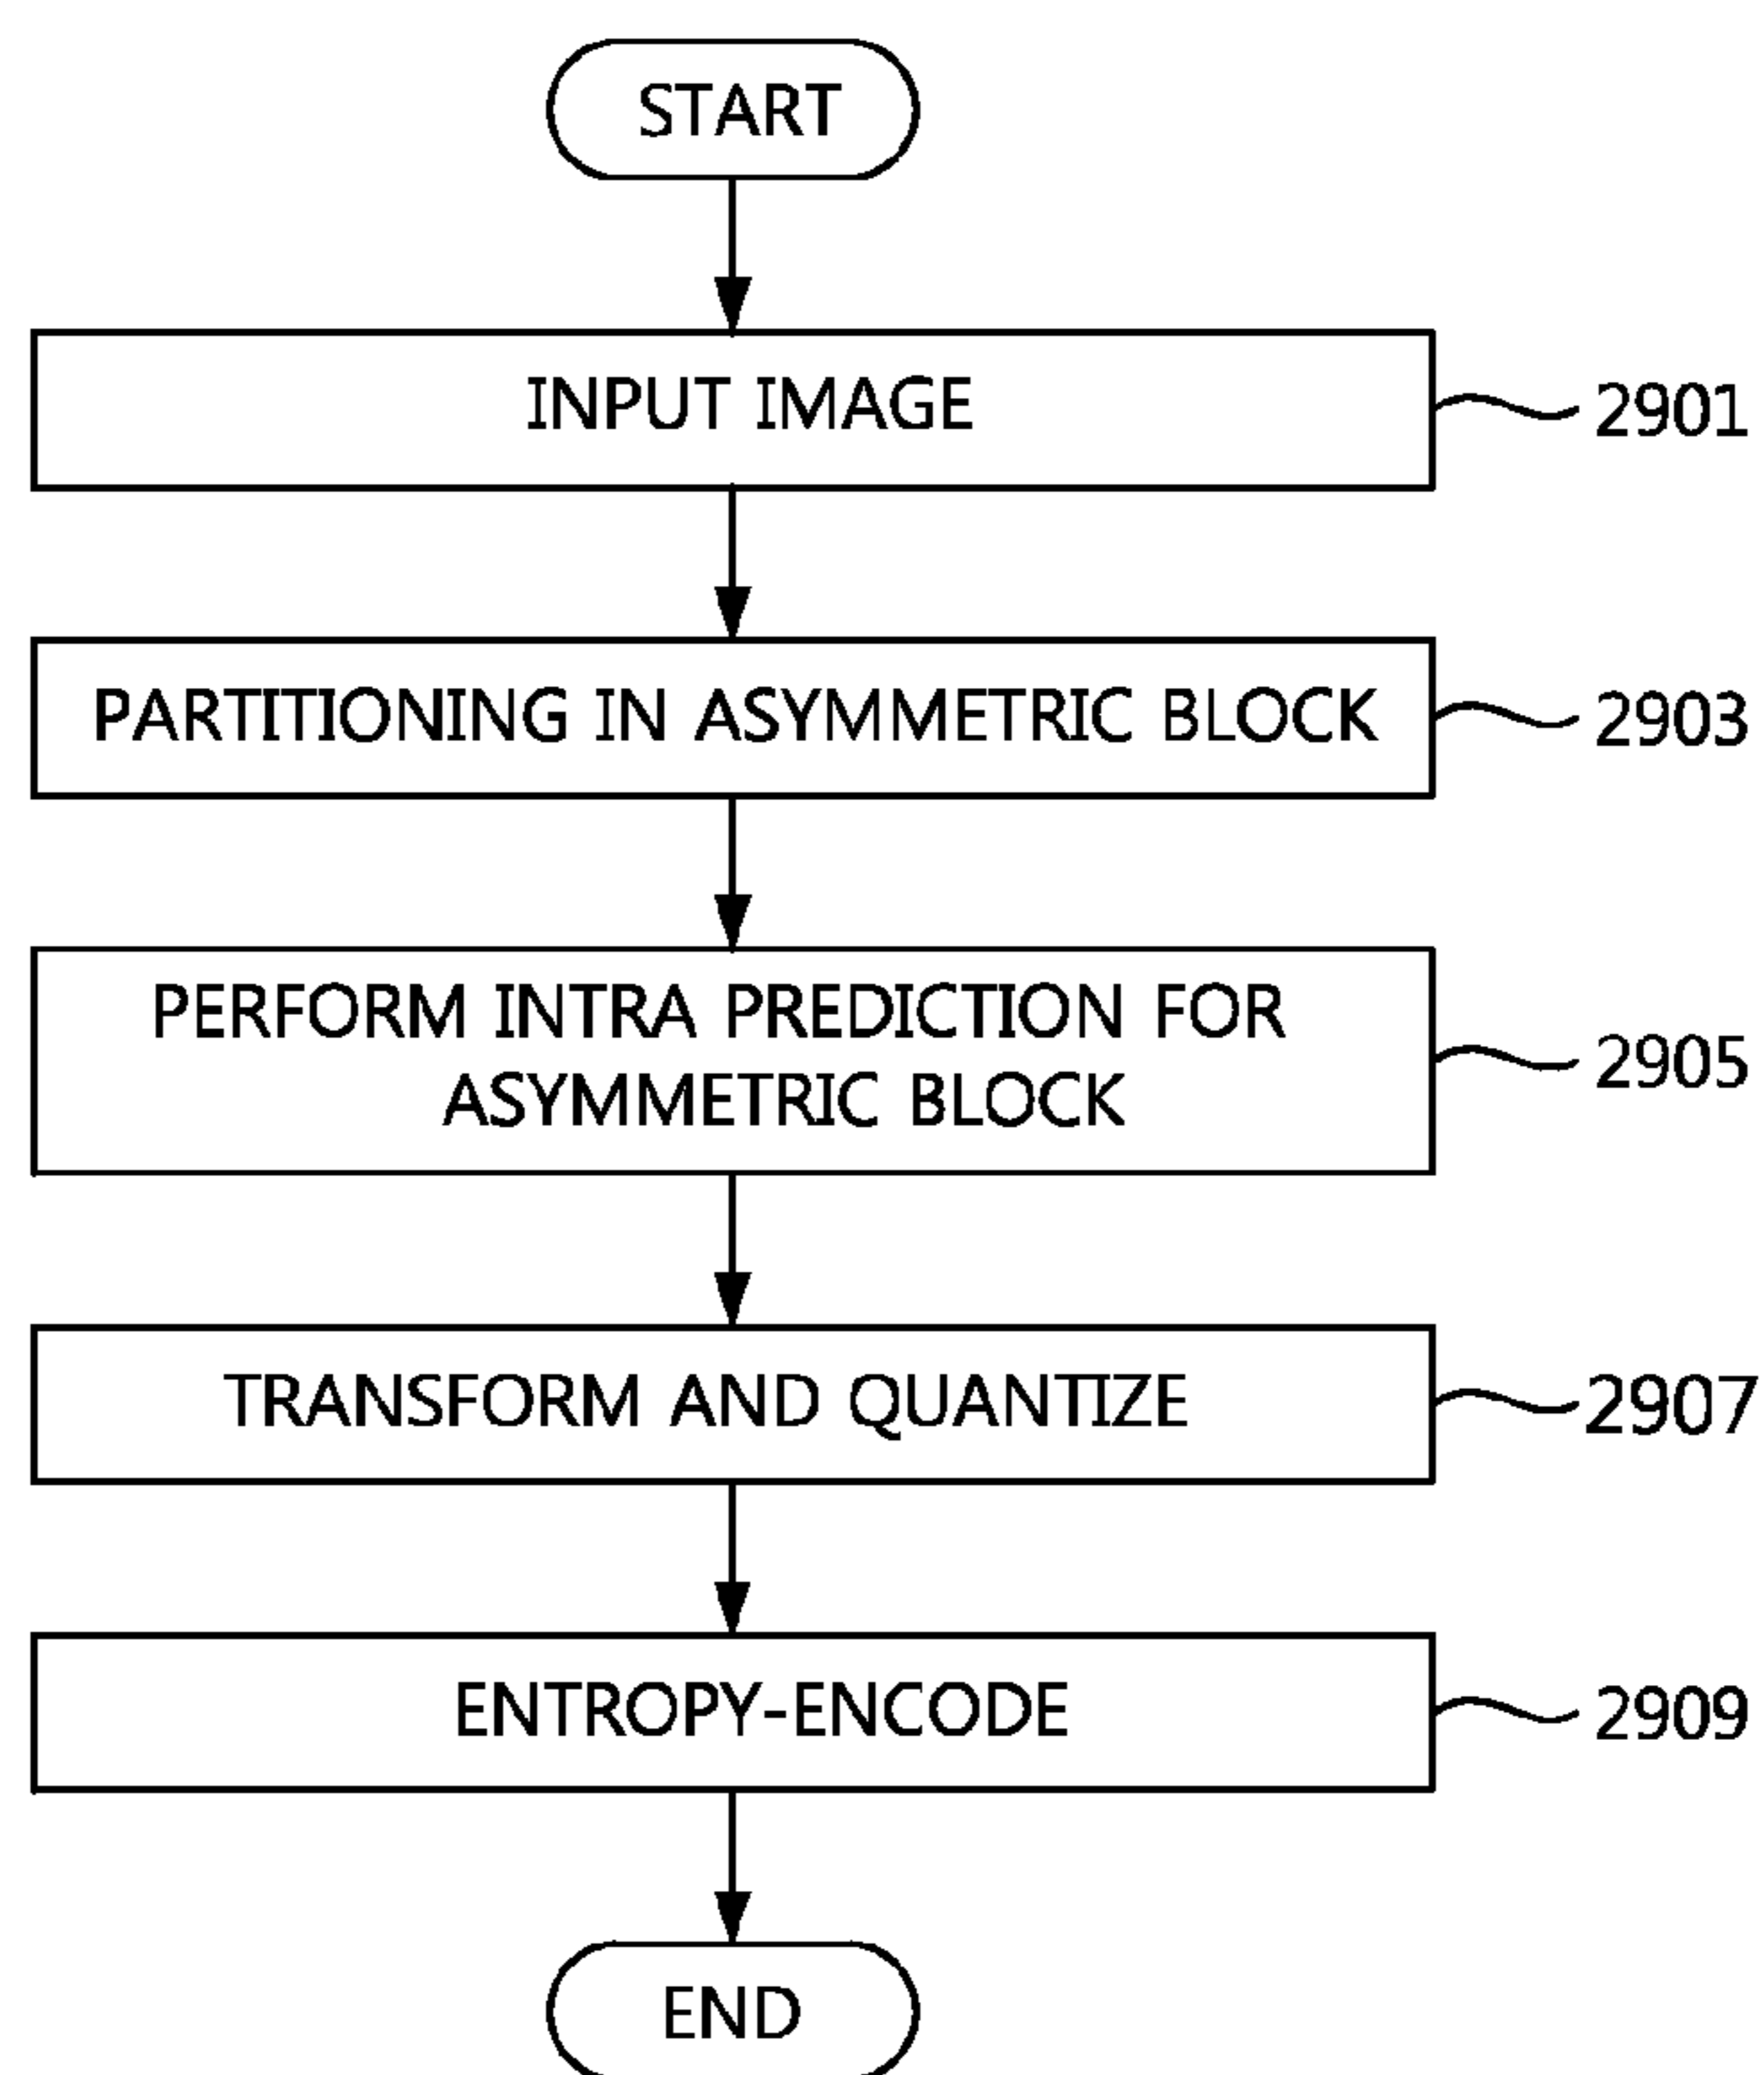 START
INPUT IMAGE
2901
PARTITIONING IN ASYMMETRIC BLOCK
2903
PERFORM INTRA PREDICTION FOR
ASYMMETRIC BLOCK
2905
TRANSFORM AND QUANTIZE
2907
ENTROPY-ENCODE
2909
END